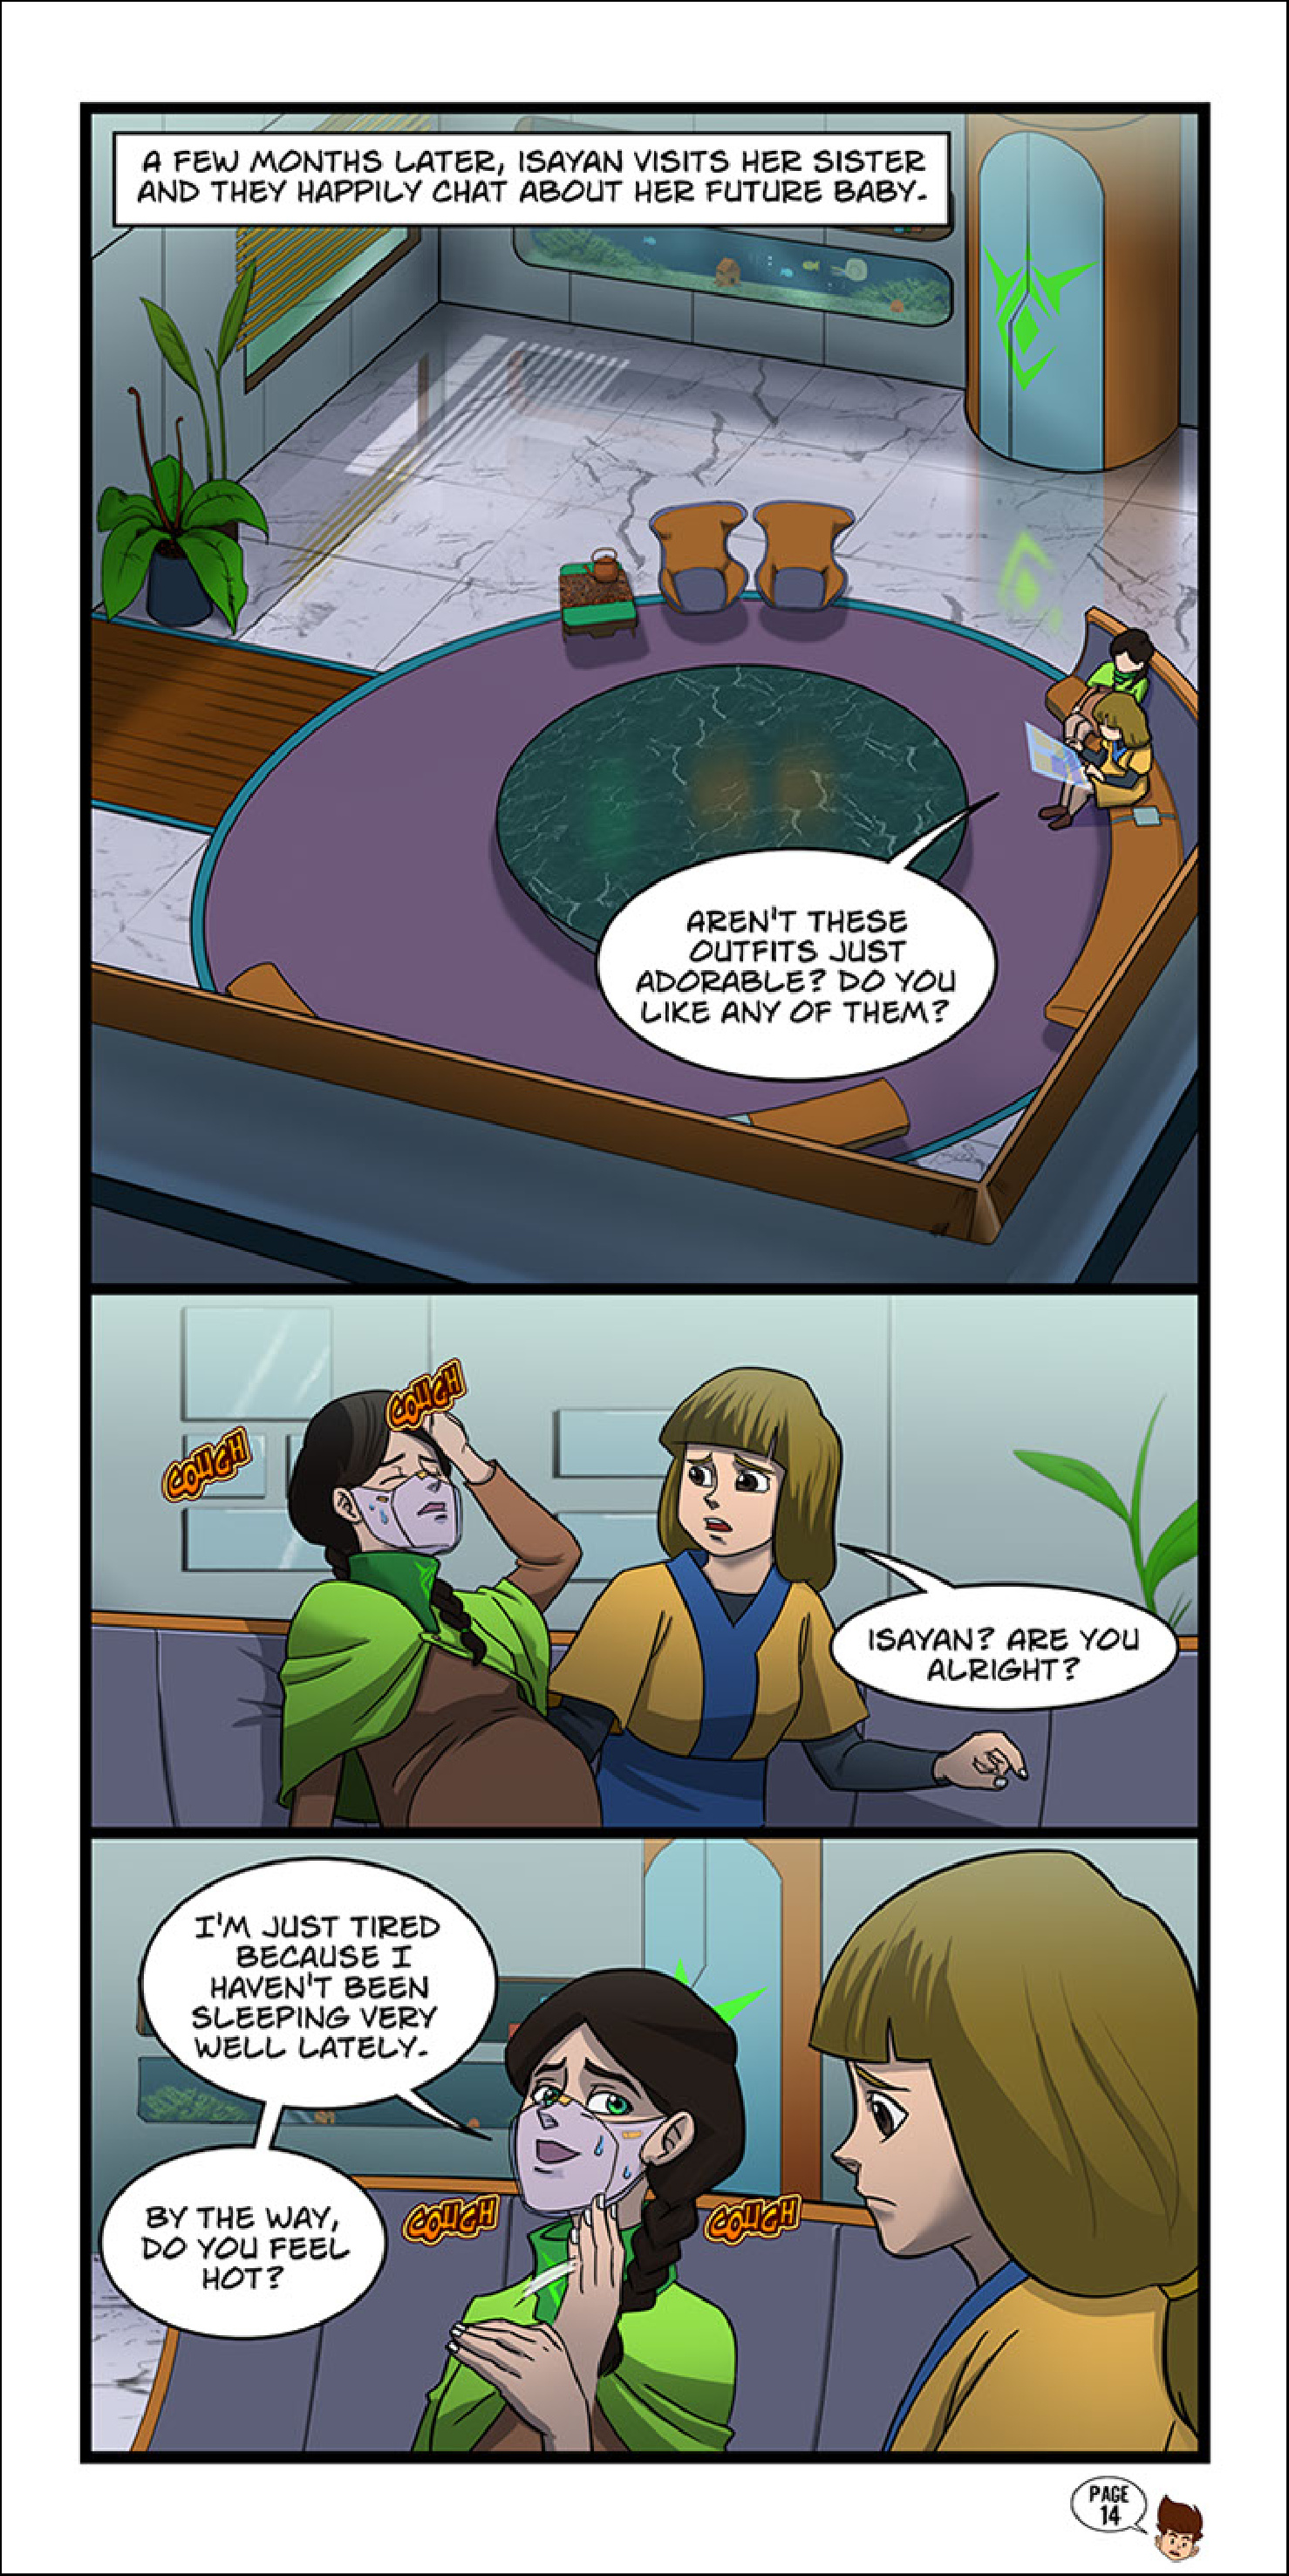 A FEW MONTHS LATER, ISAYAN VISITS HER SISTER
AND THEY HAPPILY CHAT ABOUT HER FUTURE BABY.
AREN'T THESE
OUTFITS JUST
ADORABLE? DO YOU
LIKE ANY OF THEM?
COUGH
COUGH
ISAYAN? ARE YOU
ALRIGHT?
I'M JUST TIRED
BECAUSE I
HAVEN'T BEEN
SLEEPING VERY
WELL LATELY.
BY THE WAY,
DO YOU FEEL
HOT?
COUGH
COUGH
PAGE
14